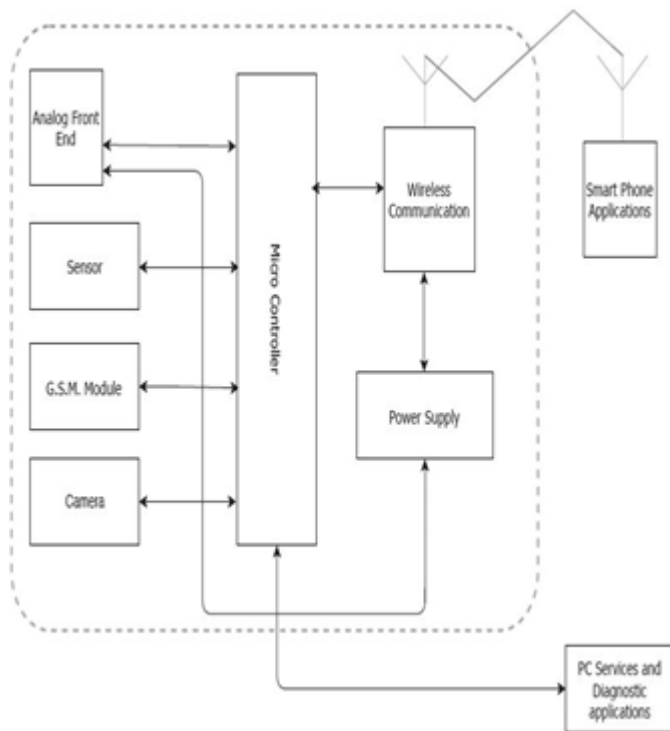 Analog Front
End
Sensor
G.S.M. Module
Camera
Micro Controller
Wireless
Communication
Power Supply
Smart Phone
Applications
PC Services and
Diagnostic
applications